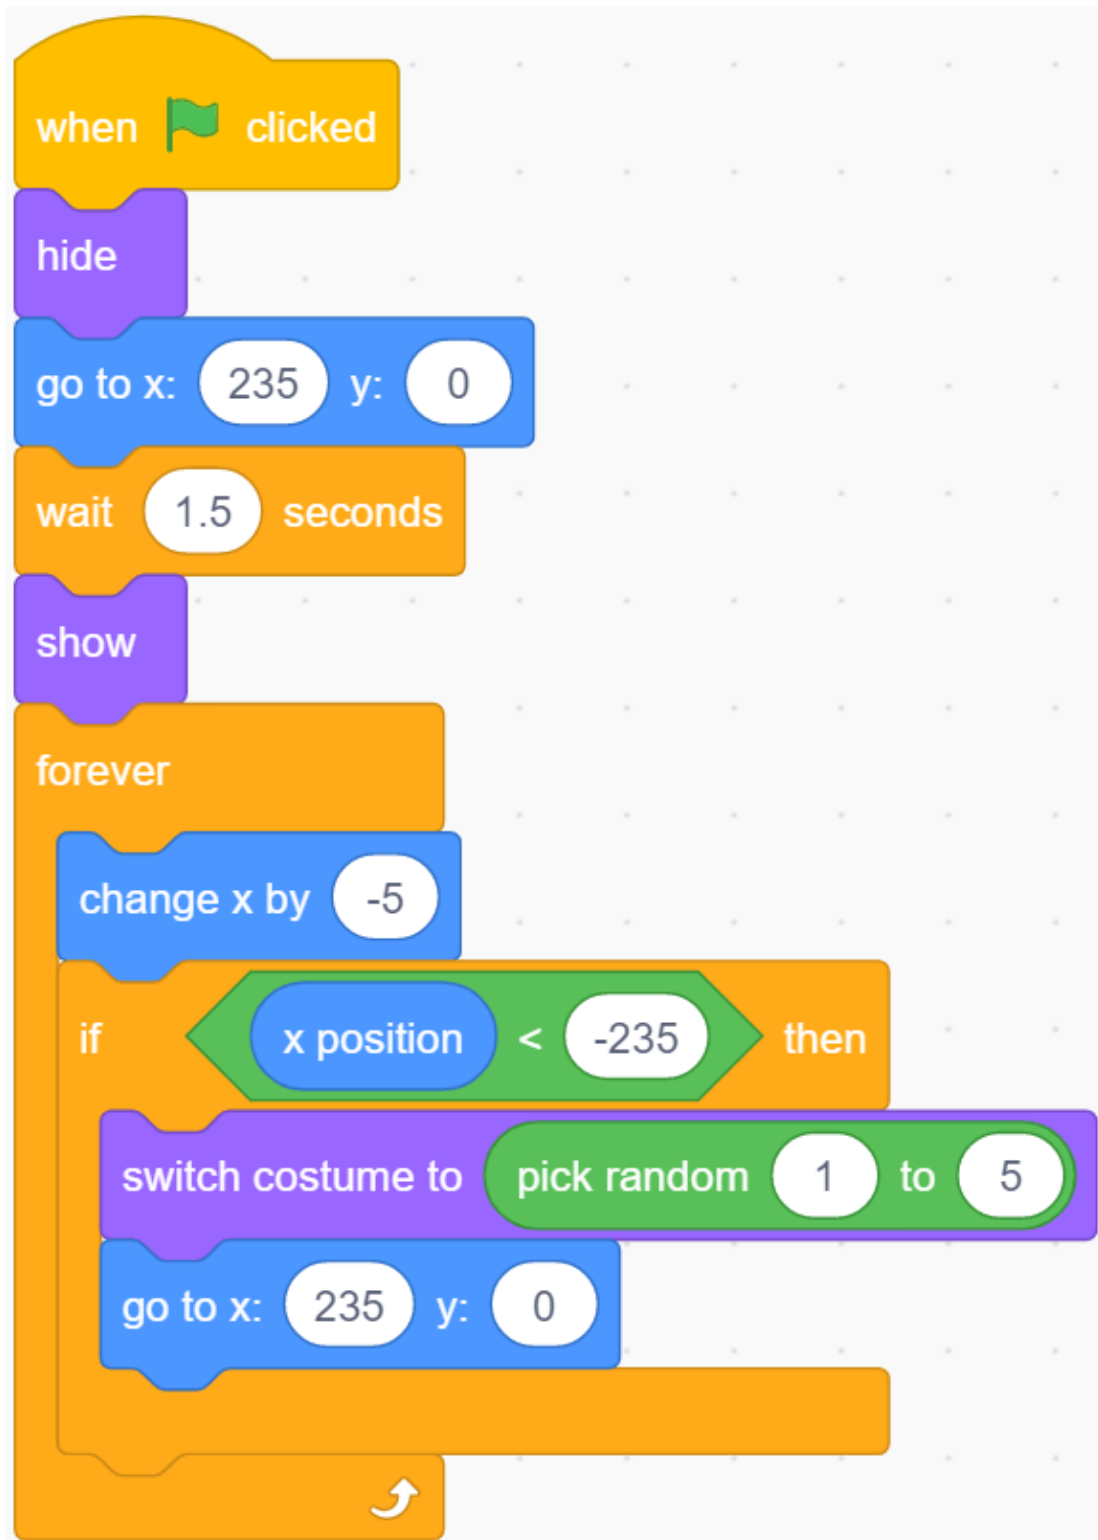 when clicked
hide
go to x: 235 y: 0
wait 1.5 seconds
show
forever
change x by -5
if x position < -235 then
switch costume to pick random 1 to 5
go to x: 235 y: 0